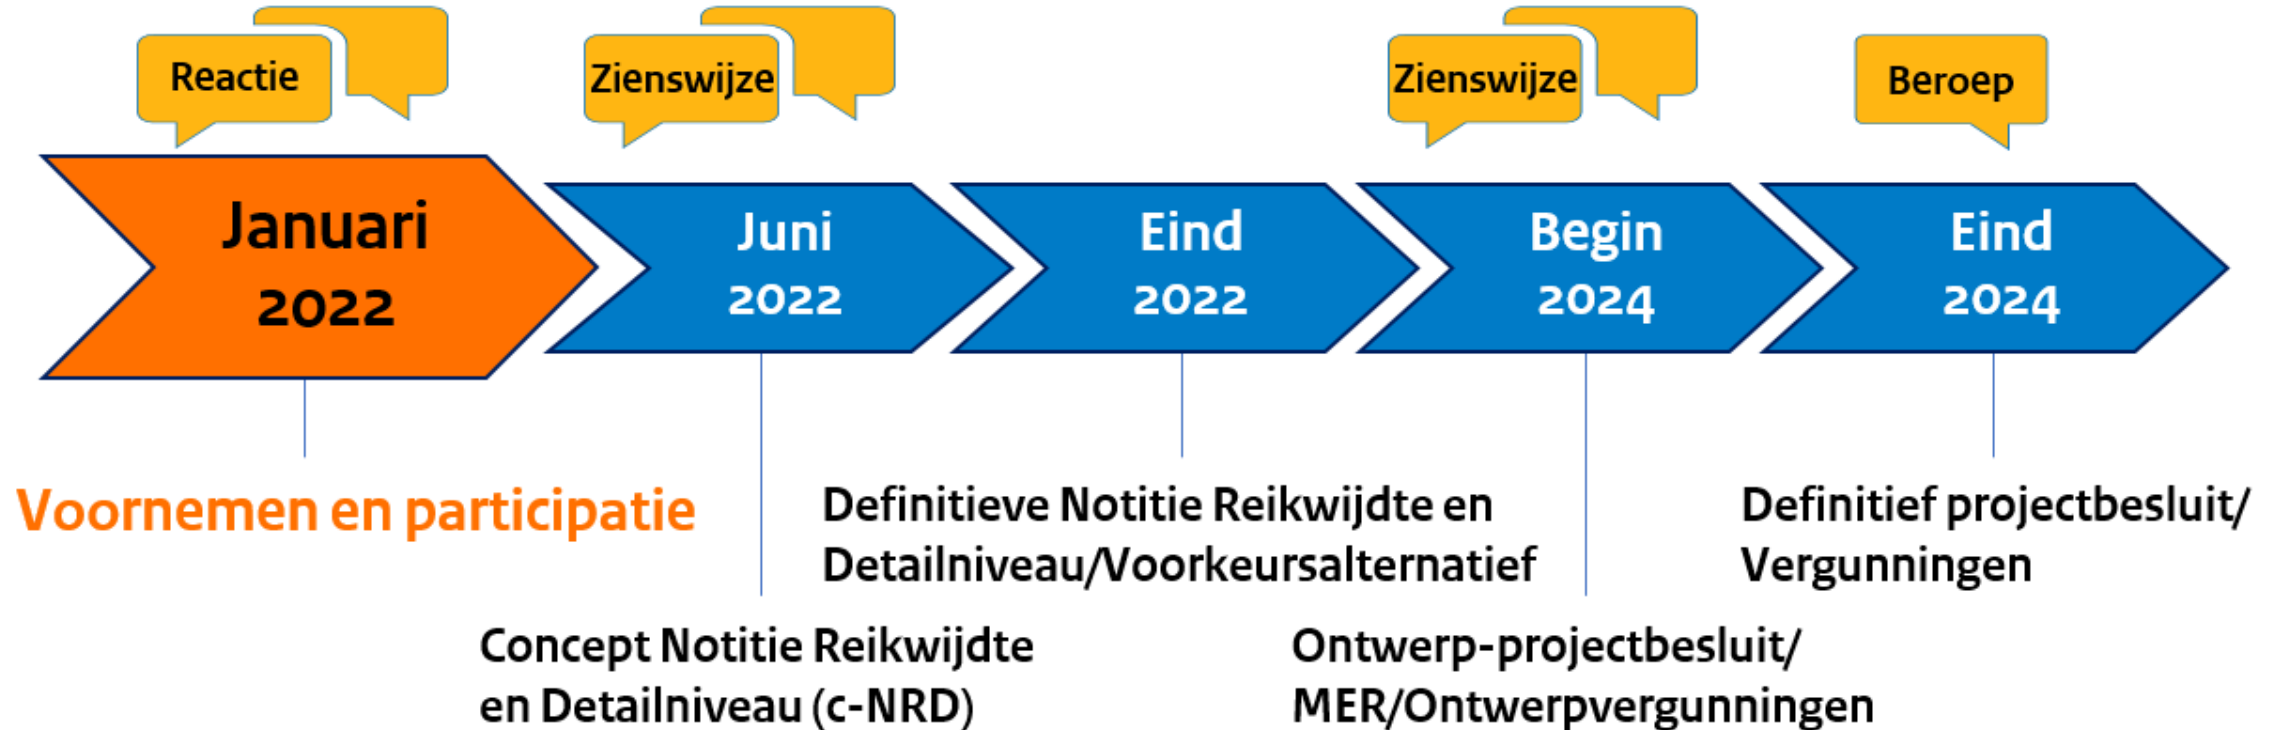 Reactie
Zienswijze
Zienswijze
Beroep
Januari
2022
Juni
2022
Eind
2022
Begin
2024
Eind
2024
Voornemen en participatie
Concept Notitie Reikwijdte
en Detailniveau (c-NRD)
Definitieve Notitie Reikwijdte en
Detailniveau/Voorkeursalternatief
Ontwerp-projectbesluit/
MER/Ontwerpvergunningen
Definitief projectbesluit/
Vergunningen